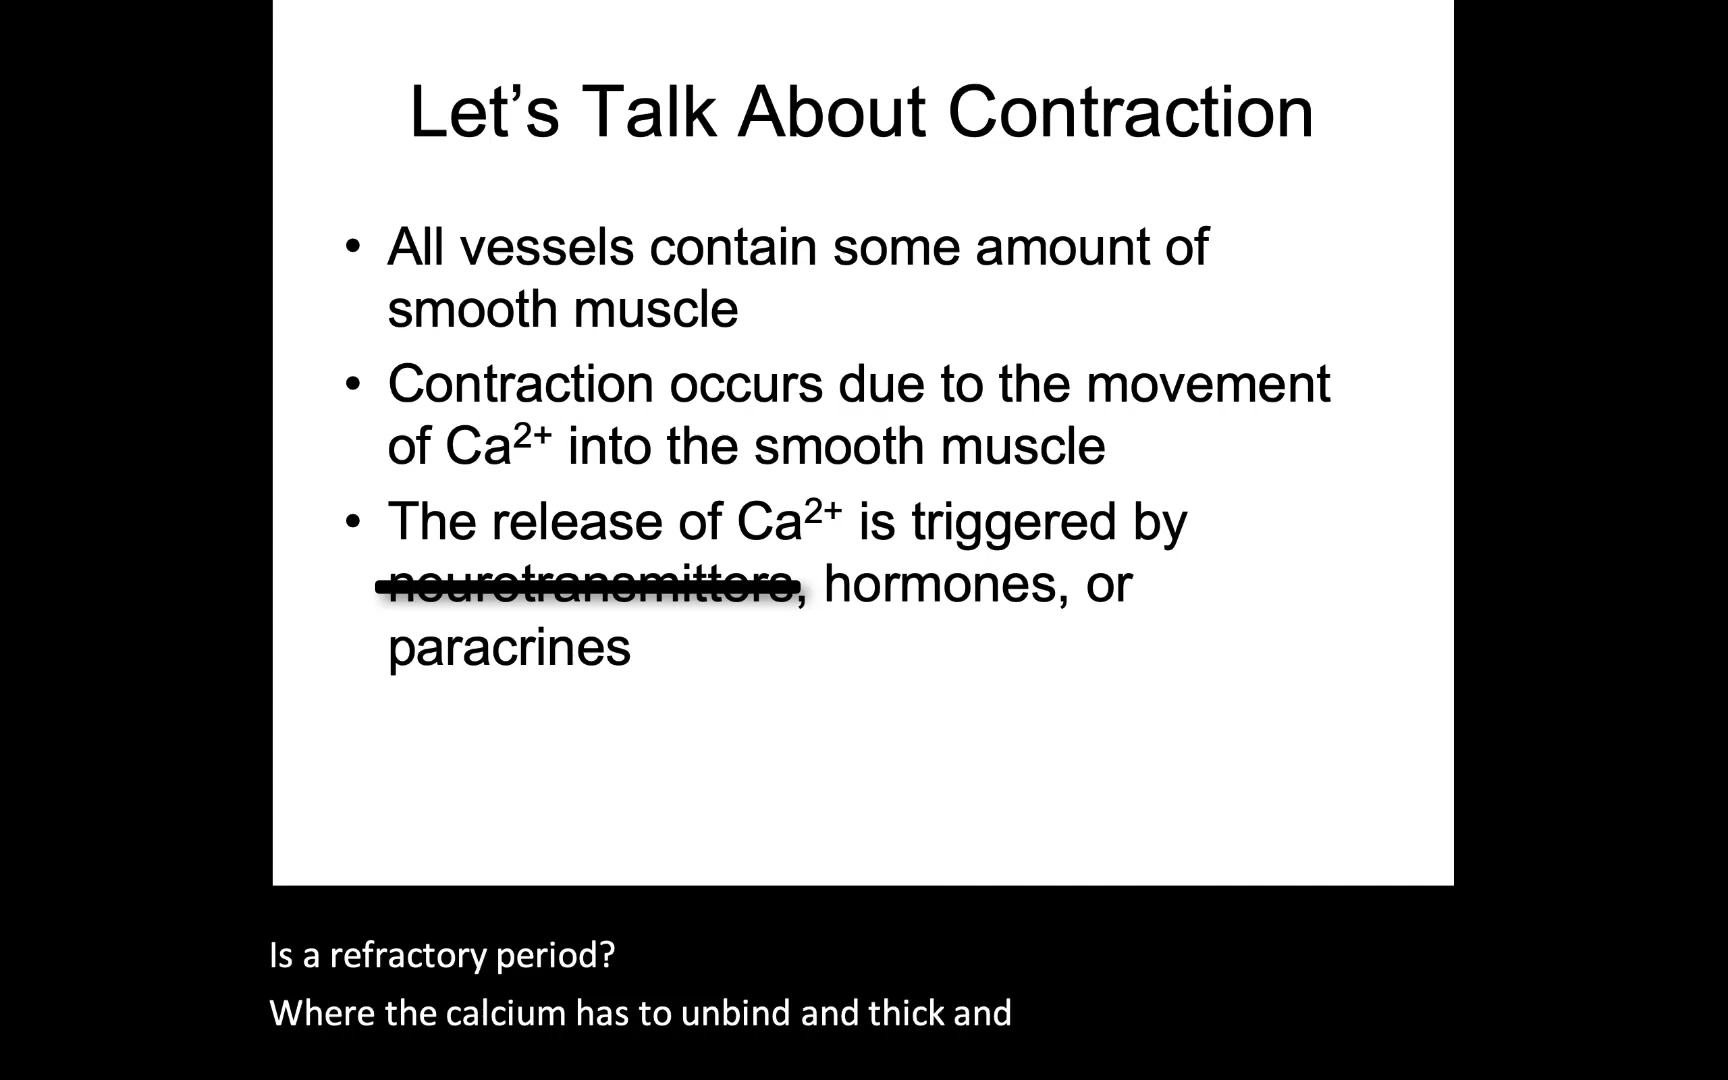 Let’s Talk About Contraction
• All vessels contain some amount of
smooth muscle
• Contraction occurs due to the movement
of Ca²⁺ into the smooth muscle
• The release of Ca²⁺ is triggered by
neurotransmitters, hormones, or
paracrines
Is a refractory period?
Where the calcium has to unbind and thick and